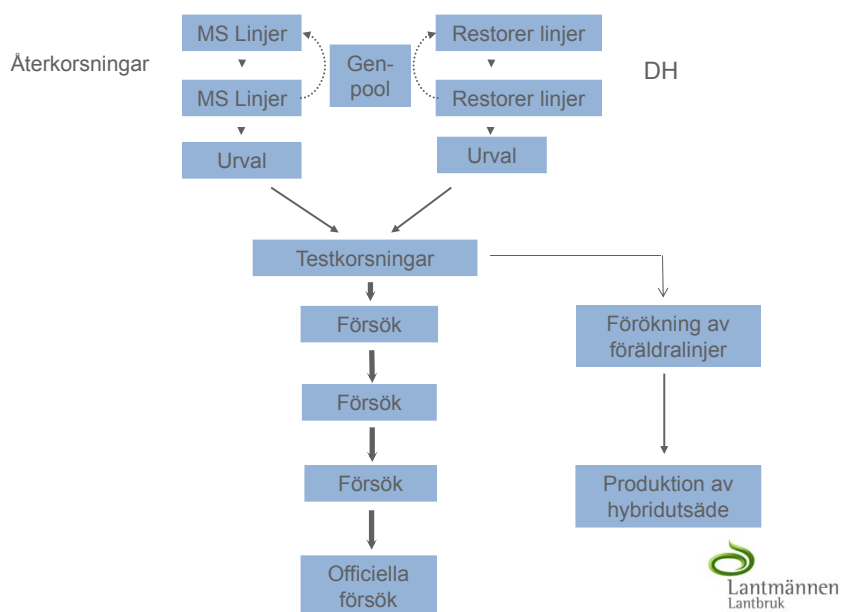 MS Linjer
Restorer linjer
Återkorsningar
Gen-
pool
DH
MS Linjer
Restorer linjer
Urval
Urval
Testkorsningar
Försök
Förökning av
föräldralinjer
Försök
Försök
Produktion av
hybridutsäde
Officiella
försök
Lantmännen
Lantbruk